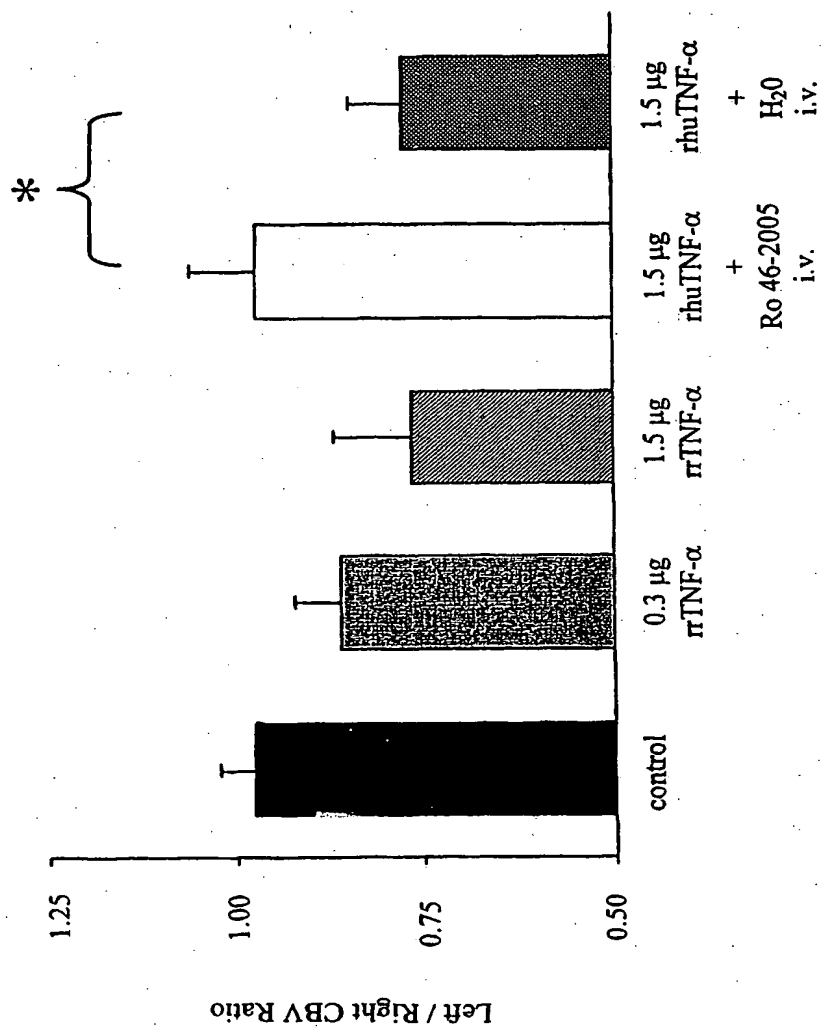 *
Left / Right CBV Ratio
1.25
1.00
0.75
0.50
control
0.3 µg
rrTNF-α
1.5 µg
rrTNF-α
1.5 µg
rhuTNF-α
+
Ro 46-2005
i.v.
1.5 µg
rhuTNF-α
+
H₂0
i.v.